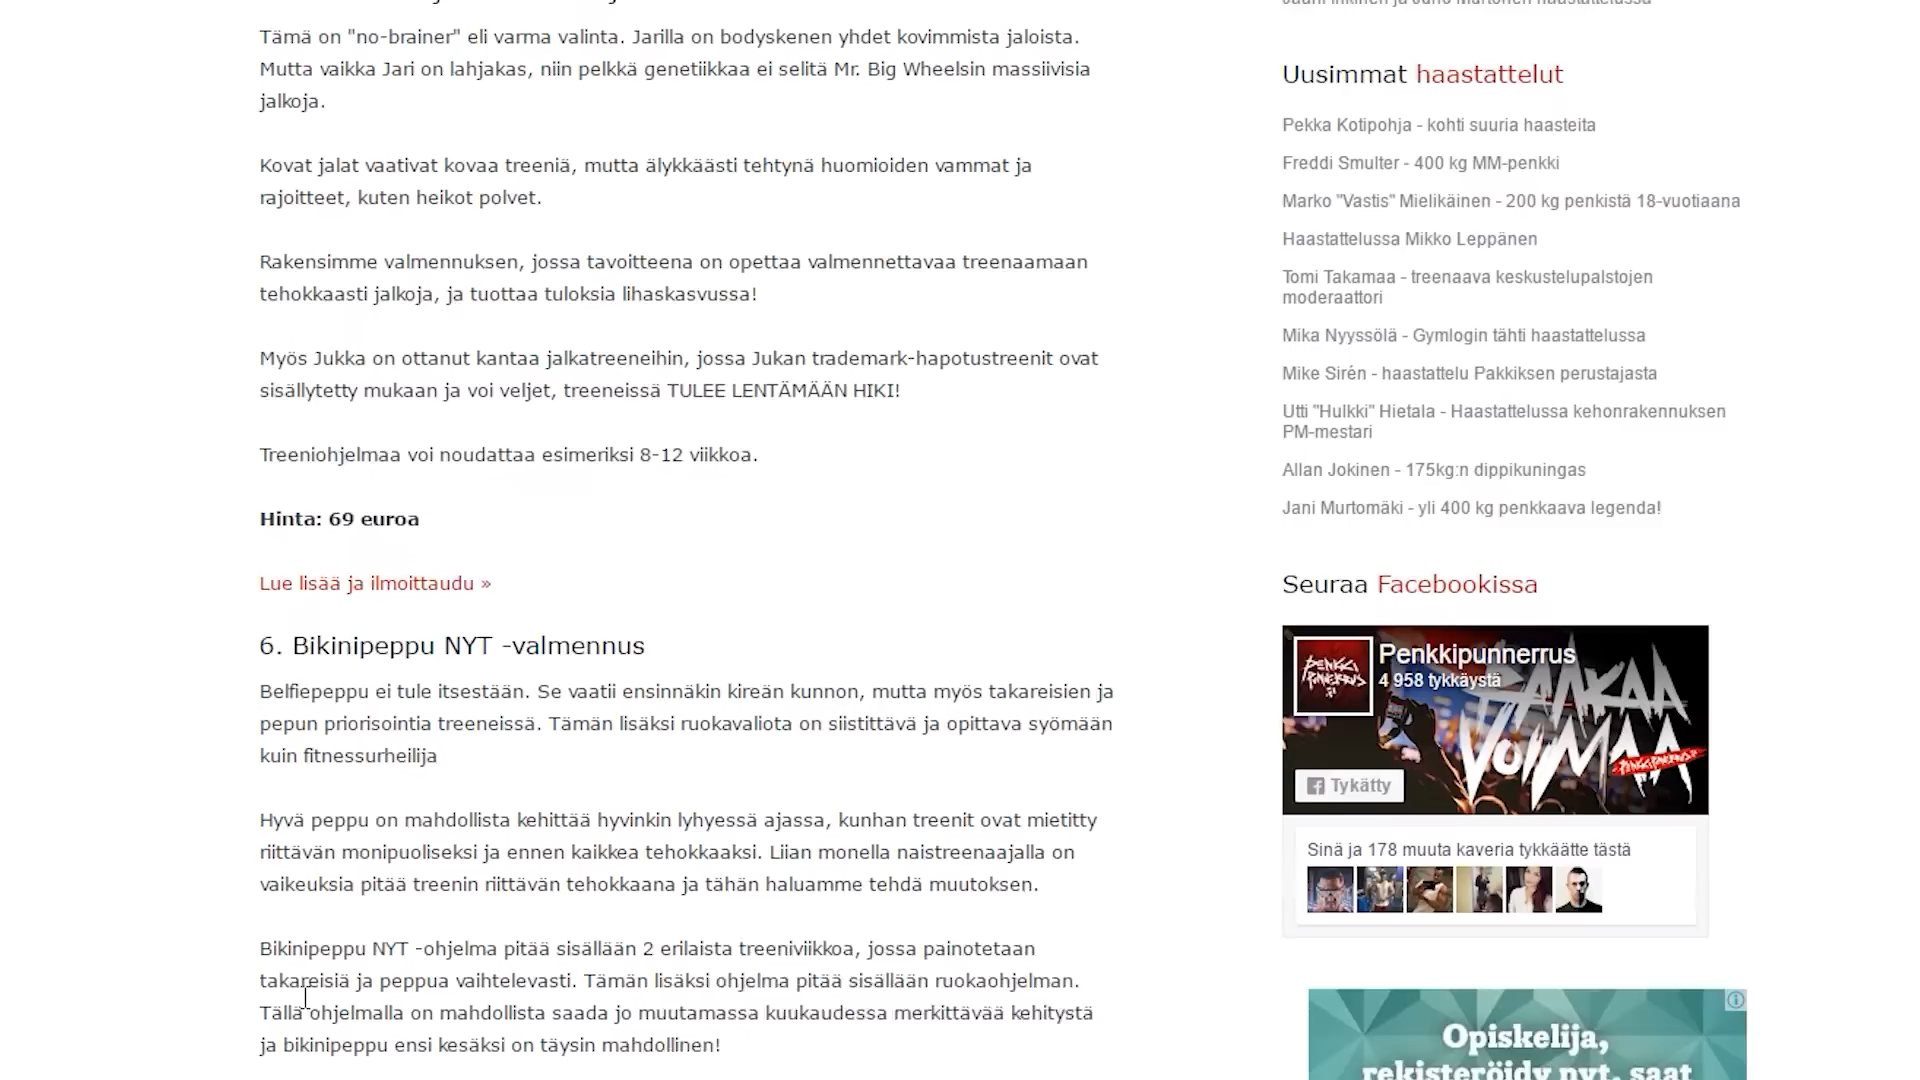 Tämä on "no-brainer" eli varma valinta. Jarilla on bodyskenen yhdet kovimmista jaloista.
Mutta vaikka Jari on lahjakas, niin pelkkä genetiikkaa ei selitä Mr. Big Wheelsin massiivisia
jalkoja.
Kovat jalat vaativat kovaa treeniä, mutta älykkäästi tehtynä huomioiden vammat ja
rajoitteet, kuten heikot polvet.
Rakensimme valmennuksen, jossa tavoitteena on opettaa valmennettavaa treenaamaan
tehokkaasti jalkoja, ja tuottaa tuloksia lihaskasvussa!
Myös Jukka on ottanut kantaa jalkatreeneihin, jossa Jukan trademark-hapotustreenit ovat
sisällytetty mukaan ja voi veljet, treeneissä TULEE LENTÄMÄÄN HIKI!
Treeniohjelmaa voi noudattaa esimeriksi 8-12 viikkoa.
Hinta: 69 euroa
Lue lisää ja ilmoittaudu »
6. Bikinipeppu NYT -valmennus
Belfiepeppu ei tule itsestään. Se vaatii ensinnäkin kireän kunnon, mutta myös takareisien ja
pepun priorisointia treeneissä. Tämän lisäksi ruokavaliota on siistittävä ja opittava syömään
kuin fitnessurheilija
Hyvä peppu on mahdollista kehittää hyvinkin lyhyessä ajassa, kunhan treenit ovat mietitty
riittävän monipuoliseksi ja ennen kaikkea tehokkaaksi. Liian monella naistreenaajalla on
vaikeuksia pitää treenin riittävän tehokkaana ja tähän haluamme tehdä muutoksen.
Bikinipeppu NYT -ohjelma pitää sisällään 2 erilaista treeniviikkoa, jossa painotetaan
takareisiä ja peppua vaihtelevasti. Tämän lisäksi ohjelma pitää sisällään ruokaohjelman.
Tällä ohjelmalla on mahdollista saada jo muutamassa kuukaudessa merkittävää kehitystä
ja bikinipeppu ensi kesäksi on täysin mahdollinen!
Uusimmat haastattelut
Pekka Kotipohja - kohti suuria haasteita
Freddi Smulter - 400 kg MM-penkki
Marko "Vastis" Mielikäinen - 200 kg penkistä 18-vuotiaana
Haastattelussa Mikko Leppänen
Tomi Takamaa - treenaava keskustelupalstojen
moderaattori
Mika Nyyssölä - Gymlogin tähti haastattelussa
Mike Sirén - haastattelu Pakkiksen perustajasta
Utti "Hulkki" Hietala - Haastattelussa kehonrakennuksen
PM-mestari
Allan Jokinen - 175kg:n dippikuningas
Jani Murtomäki - yli 400 kg penkkaava legenda!
Seuraa Facebookissa
PENKKI
PUNNERRUS
Penkkipunnerrus
4 958 tykkäystä
VOIMAA
PENKKIPUNNERRUS
Tykätty
Sinä ja 178 muuta kaveria tykkäätte tästä
Opiskelija,
rekisteröidy nyt, saat